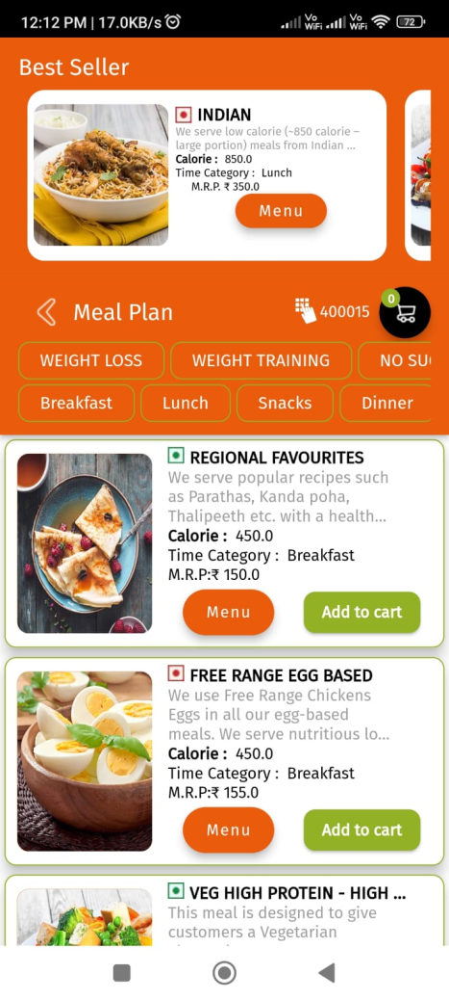 12:12 PM | 17.0KB/s
Vo WiFi
Vo WiFi
72
Best Seller
INDIAN
We serve low calorie (~850 calorie –
large portion) meals from Indian ...
Calorie : 850.0
Time Category : Lunch
M.R.P. ₹ 350.0
Menu
Meal Plan
400015
0
WEIGHT LOSS
WEIGHT TRAINING
NO SU
Breakfast
Lunch
Snacks
Dinner
REGIONAL FAVOURITES
We serve popular recipes such
as Parathas, Kanda poha,
Thalipeeth etc. with a health...
Calorie : 450.0
Time Category : Breakfast
M.R.P:₹ 150.0
Menu
Add to cart
FREE RANGE EGG BASED
We use Free Range Chickens
Eggs in all our egg-based
meals. We serve nutritious lo...
Calorie : 450.0
Time Category : Breakfast
M.R.P:₹ 155.0
Menu
Add to cart
VEG HIGH PROTEIN - HIGH ...
This meal is designed to give
customers a Vegetarian